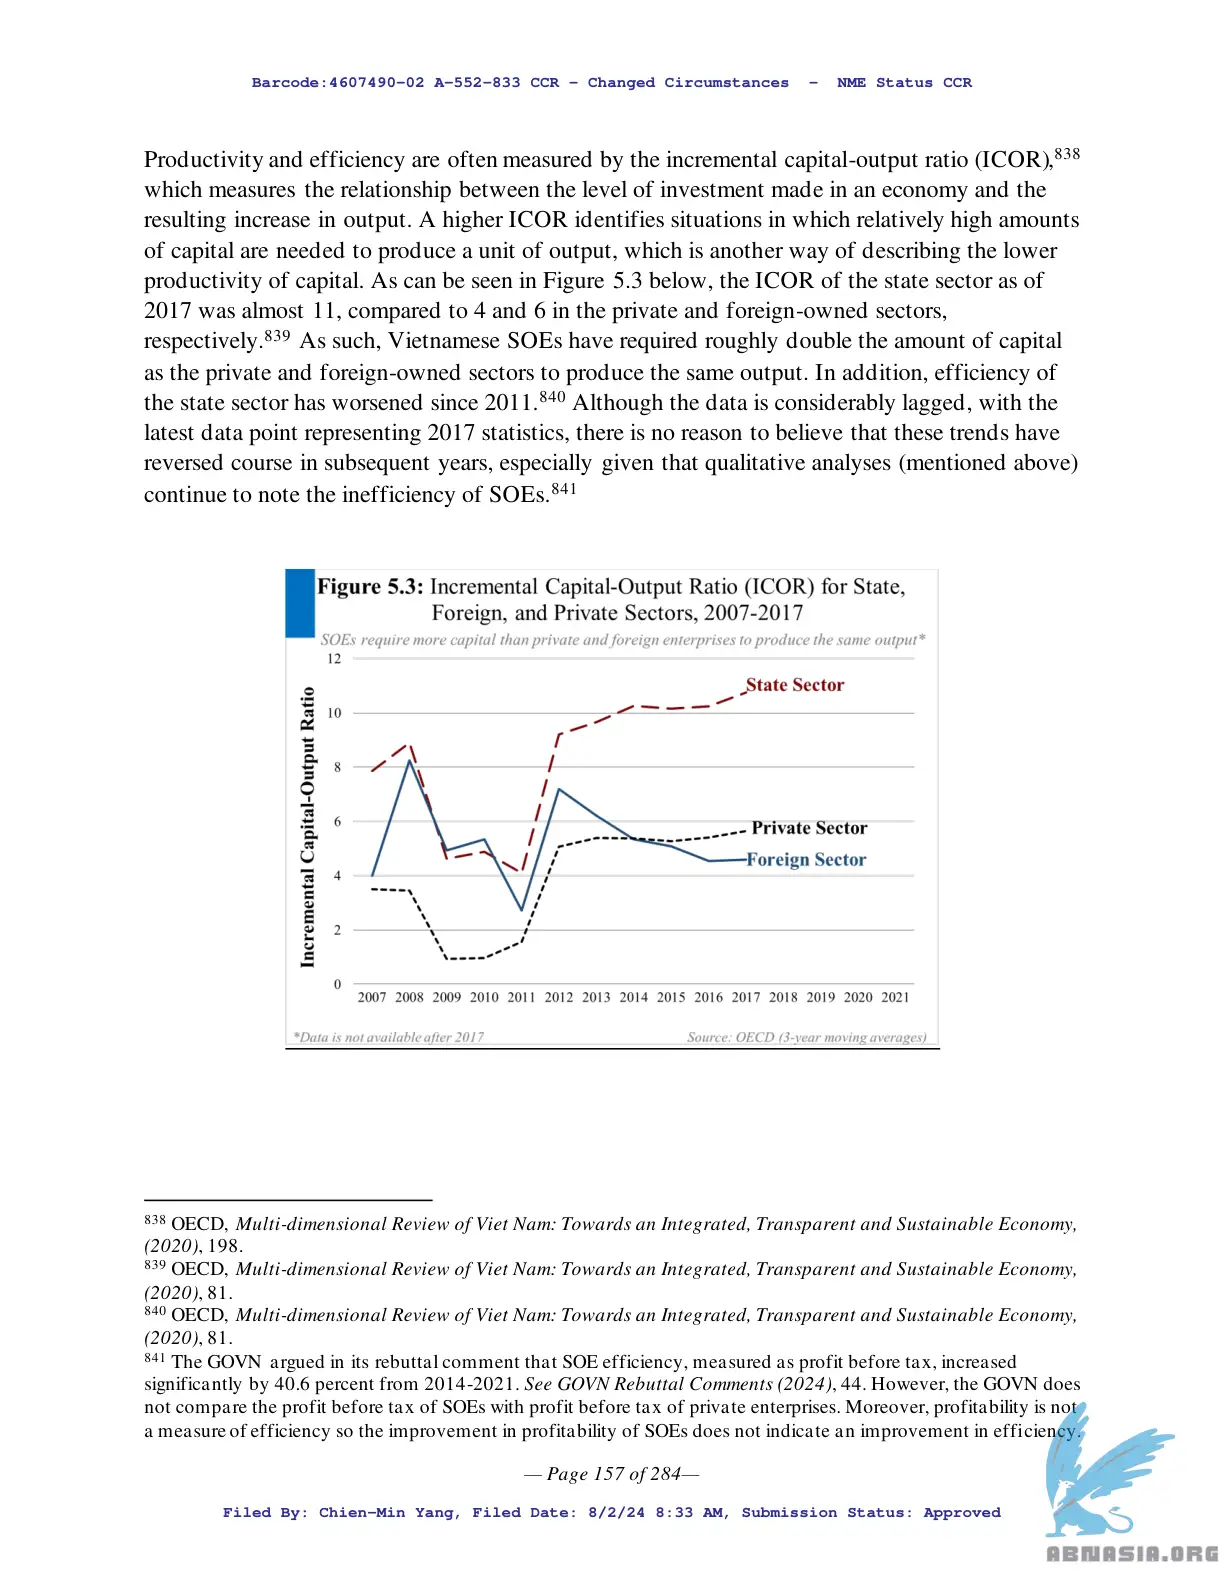 Barcode:4607490-02 A-552-833 CCR - Changed Circumstances - NME Status CCR
Productivity and efficiency are often measured by the incremental capital-output ratio (ICOR),838
which measures the relationship between the level of investment made in an economy and the
resulting increase in output. A higher ICOR identifies situations in which relatively high amounts
of capital are needed to produce a unit of output, which is another way of describing the lower
productivity of capital. As can be seen in Figure 5.3 below, the ICOR of the state sector as of
2017 was almost 11, compared to 4 and 6 in the private and foreign-owned sectors,
respectively.839 As such, Vietnamese SOEs have required roughly double the amount of capital
as the private and foreign-owned sectors to produce the same output. In addition, efficiency of
the state sector has worsened since 2011.840 Although the data is considerably lagged, with the
latest data point representing 2017 statistics, there is no reason to believe that these trends have
reversed course in subsequent years, especially given that qualitative analyses (mentioned above)
continue to note the inefficiency of SOEs.841
Figure 5.3: Incremental Capital-Output Ratio (ICOR) for State,
Foreign, and Private Sectors, 2007-2017
SOEs require more capital than private and foreign enterprises to produce the same output*
Incremental Capital-Output Ratio
12
10
8
6
4
2
0
State Sector
Private Sector
Foreign Sector
2007 2008 2009 2010 2011 2012 2013 2014 2015 2016 2017 2018 2019 2020 2021
*Data is not available after 2017 Source: OECD (3-year moving averages)
838 OECD, Multi-dimensional Review of Viet Nam: Towards an Integrated, Transparent and Sustainable Economy,
(2020), 198.
839 OECD, Multi-dimensional Review of Viet Nam: Towards an Integrated, Transparent and Sustainable Economy,
(2020), 81.
840 OECD, Multi-dimensional Review of Viet Nam: Towards an Integrated, Transparent and Sustainable Economy,
(2020), 81.
841 The GOVN argued in its rebuttal comment that SOE efficiency, measured as profit before tax, increased
significantly by 40.6 percent from 2014-2021. See GOVN Rebuttal Comments (2024), 44. However, the GOVN does
not compare the profit before tax of SOEs with profit before tax of private enterprises. Moreover, profitability is not
a measure of efficiency so the improvement in profitability of SOEs does not indicate an improvement in efficiency.
— Page 157 of 284—
Filed By: Chien-Min Yang, Filed Date: 8/2/24 8:33 AM, Submission Status: Approved
ABNASIA.ORG